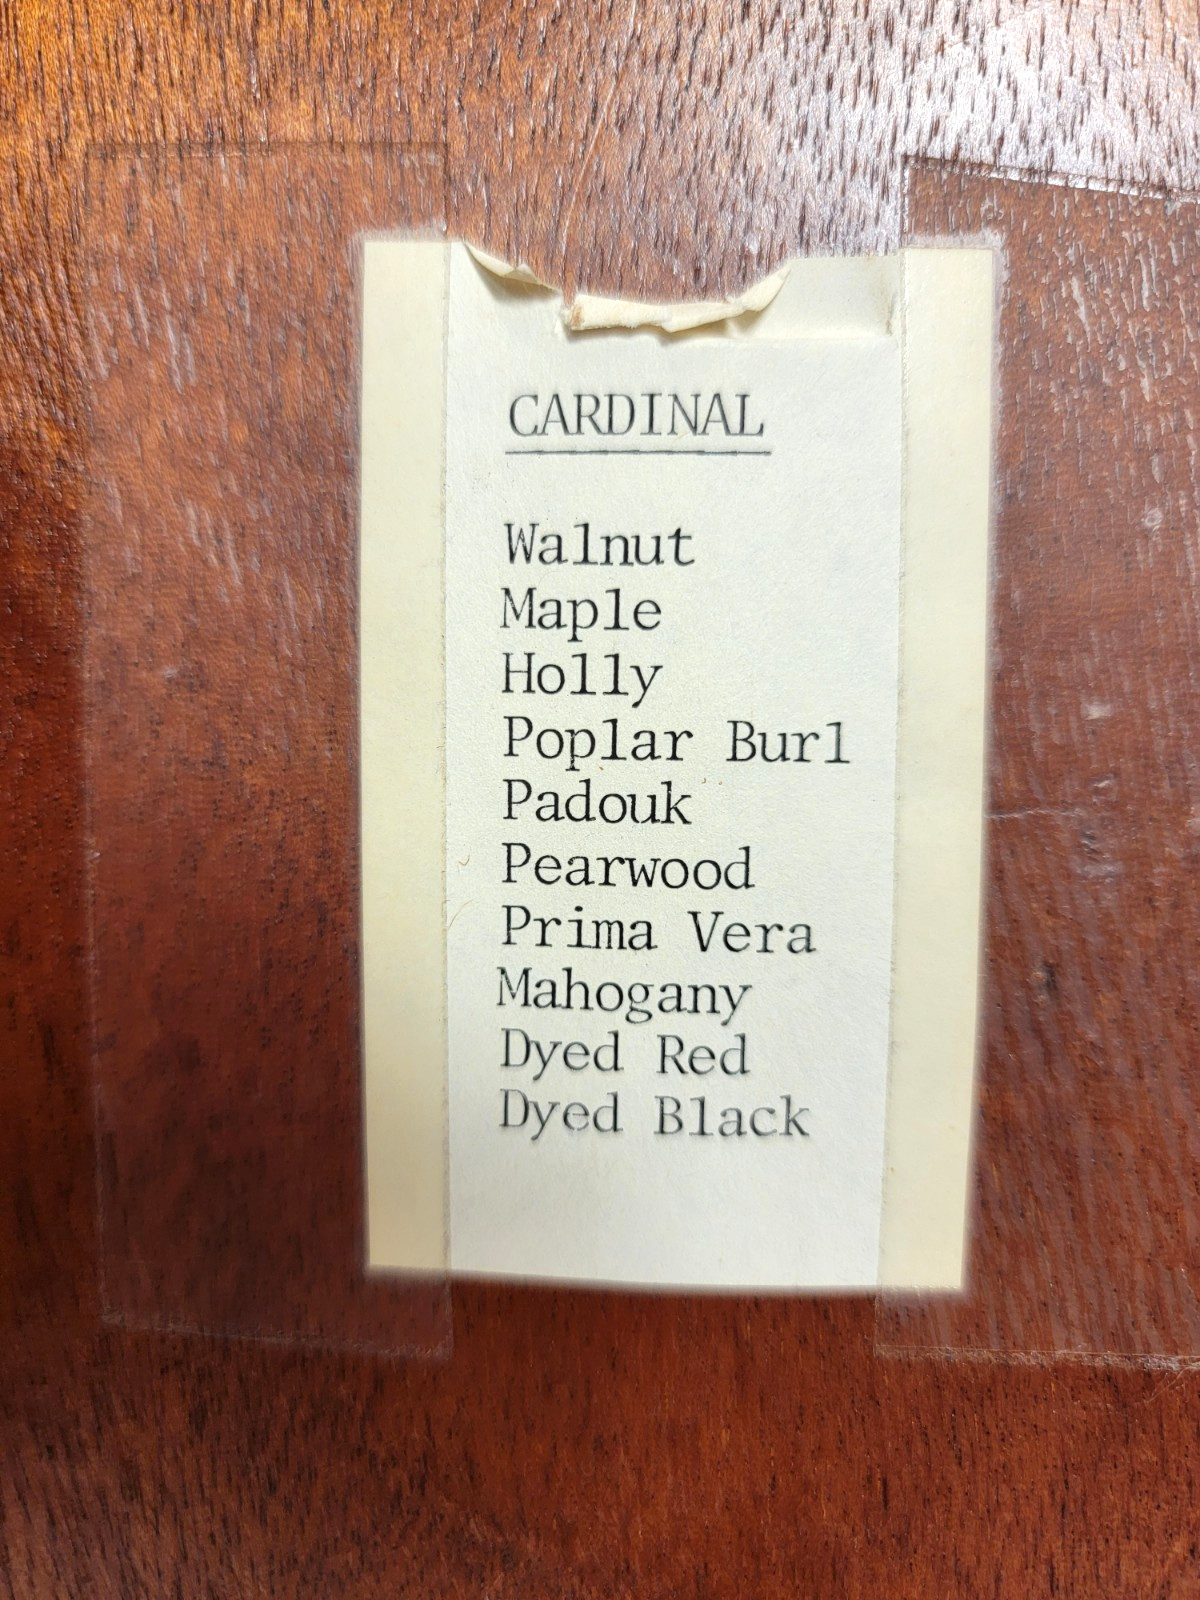 CARDINAL
Walnut
Maple
Holly
Poplar Burl
Padouk
Pearwood
Prima Vera
Mahogany
Dyed Red
Dyed Black